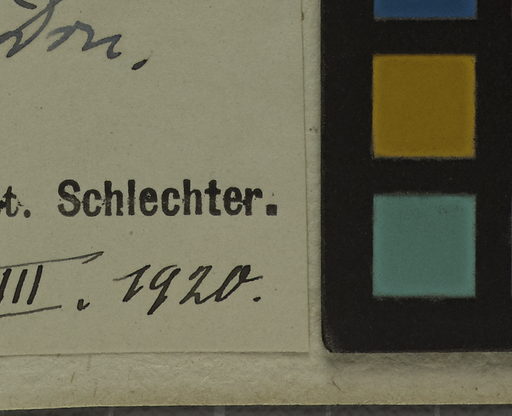 t. Schlechter.
III. 1920.